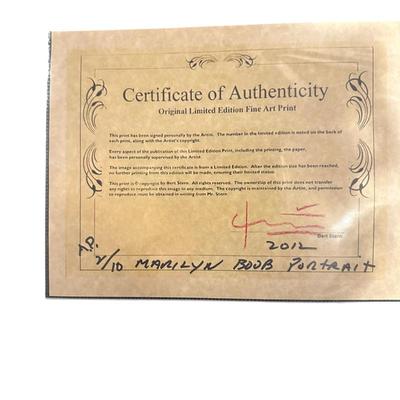 Certificate of Authenticity
Original Limited Edition Fine Art Print
This print has been signed personally by the Artist. The number in the limited edition is noted on the back of
each print, along with the Artist's copyright.
Every aspect of the publication of this Limited Edition Print, including the printing, the paper,
has been personally supervised by the Artist
The image accompanying this certificate is from a Limited Edition. After the edition size has been reached,
no further printing from this edition will be made, ensuring their limited status
This print is © copyright by Bert Stern. All rights reserved. The ownership of this print does not transfer
any rights to reproduce this image in any medium. The copyright is maintained by the Artist, and permission
to reproduce must be obtained in writing from Mr. Stern
Bert Stern
2012
A.P. 2/10 MARILYN BOOB PORTRAIT